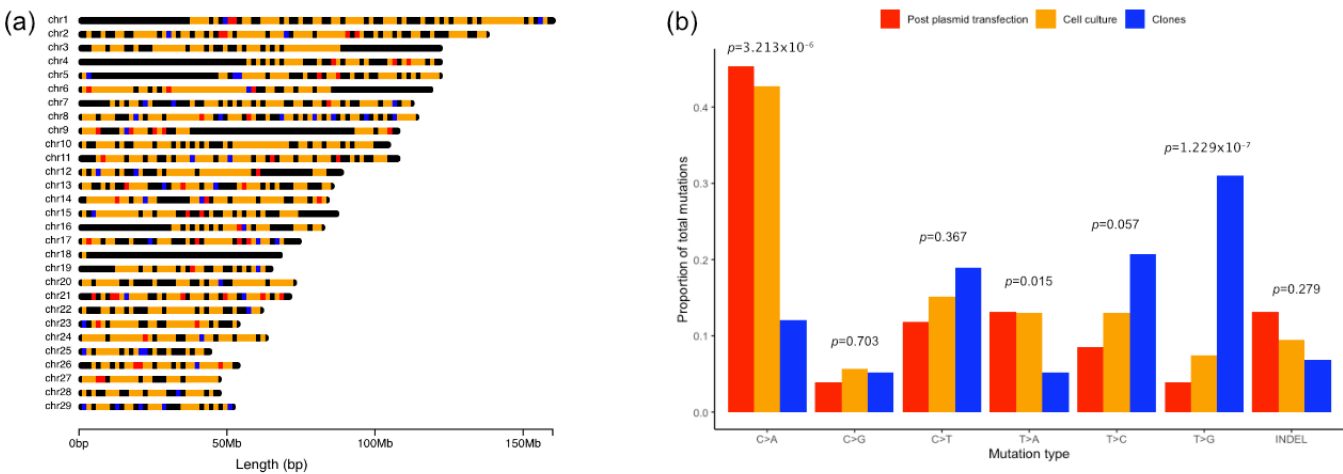 (a)
chr1
chr2
chr3
chr4
chr5
chr6
chr7
chr8
chr9
chr10
chr11
chr12
chr13
chr14
chr15
chr16
chr17
chr18
chr19
chr20
chr21
chr22
chr23
chr24
chr25
chr26
chr27
chr28
chr29
0bp 50Mb 100Mb 150Mb
Length (bp)
(b)
Post plasmid transfection Cell culture Clones
p=3.213x10⁻⁶
p=1.229x10⁻⁷
p=0.057
p=0.367
p=0.279
p=0.015
p=0.703
0.4
0.3
0.2
0.1
0.0
Proportion of total mutations
C>A C>G C>T T>A T>C T>G INDEL
Mutation type